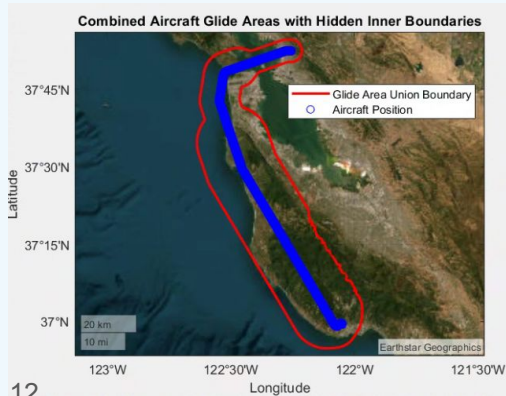 Combined Aircraft Glide Areas with Hidden Inner Boundaries
37°45'N
Glide Area Union Boundary
Aircraft Position
37°30'N
Latitude
37°15'N
37°N
20 km
10 mi
Earthstar Geographics
123°W
122°30'W
122°W
121°30'W
Longitude
12